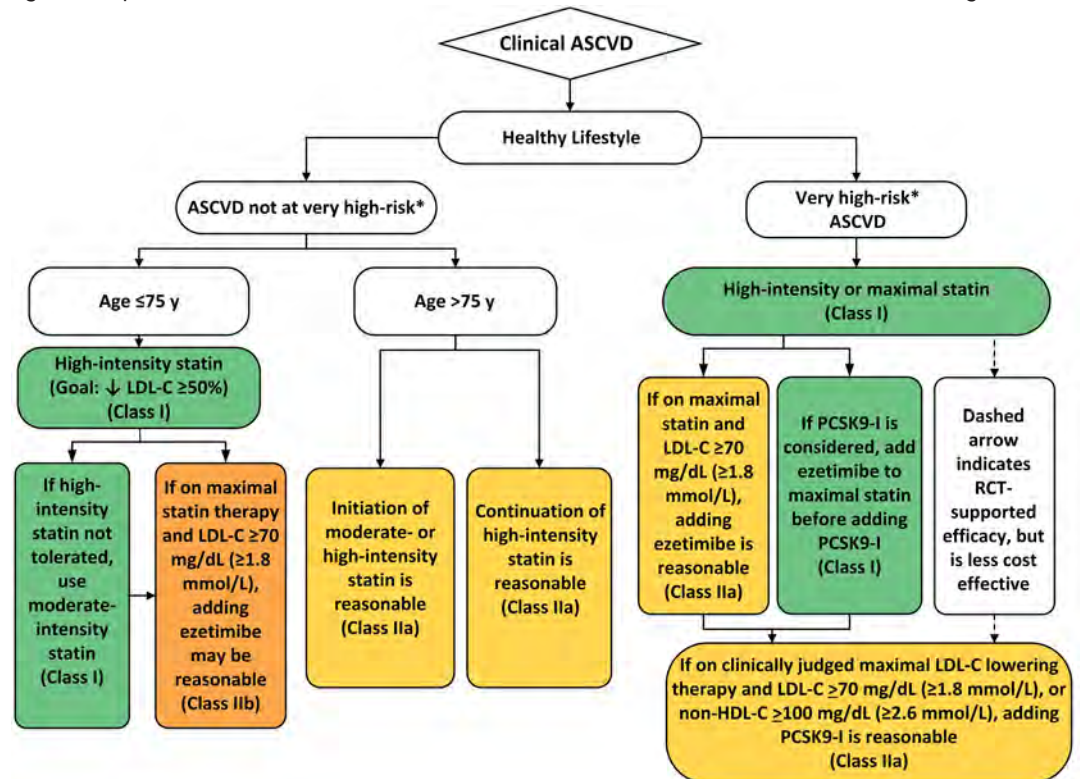 Clinical ASCVD
Healthy Lifestyle
ASCVD not at very high-risk*
Very high-risk*
ASCVD
Age ≤75 y
Age >75 y
High-intensity or maximal statin
(Class I)
High-intensity statin
(Goal: ↓ LDL-C ≥50%)
(Class I)
If high-
intensity
statin not
tolerated,
use
moderate-
intensity
statin
(Class I)
If on maximal
statin therapy
and LDL-C ≥70
mg/dL (≥1.8
mmol/L),
adding
ezetimibe
may be
reasonable
(Class IIb)
Initiation of
moderate- or
high-intensity
statin is
reasonable
(Class IIa)
Continuation of
high-intensity
statin is
reasonable
(Class IIa)
If on
maximal
statin and
LDL-C ≥70
mg/dL (≥1.8
mmol/L),
adding
ezetimibe is
reasonable
(Class IIa)
If PCSK9-I is
considered, add
ezetimibe to
maximal statin
before adding
PCSK9-I
(Class I)
Dashed
arrow
indicates
RCT-
supported
efficacy, but
is less cost
effective
If on clinically judged maximal LDL-C lowering
therapy and LDL-C ≥70 mg/dL (≥1.8 mmol/L), or
non-HDL-C ≥100 mg/dL (≥2.6 mmol/L), adding
PCSK9-I is reasonable
(Class IIa)